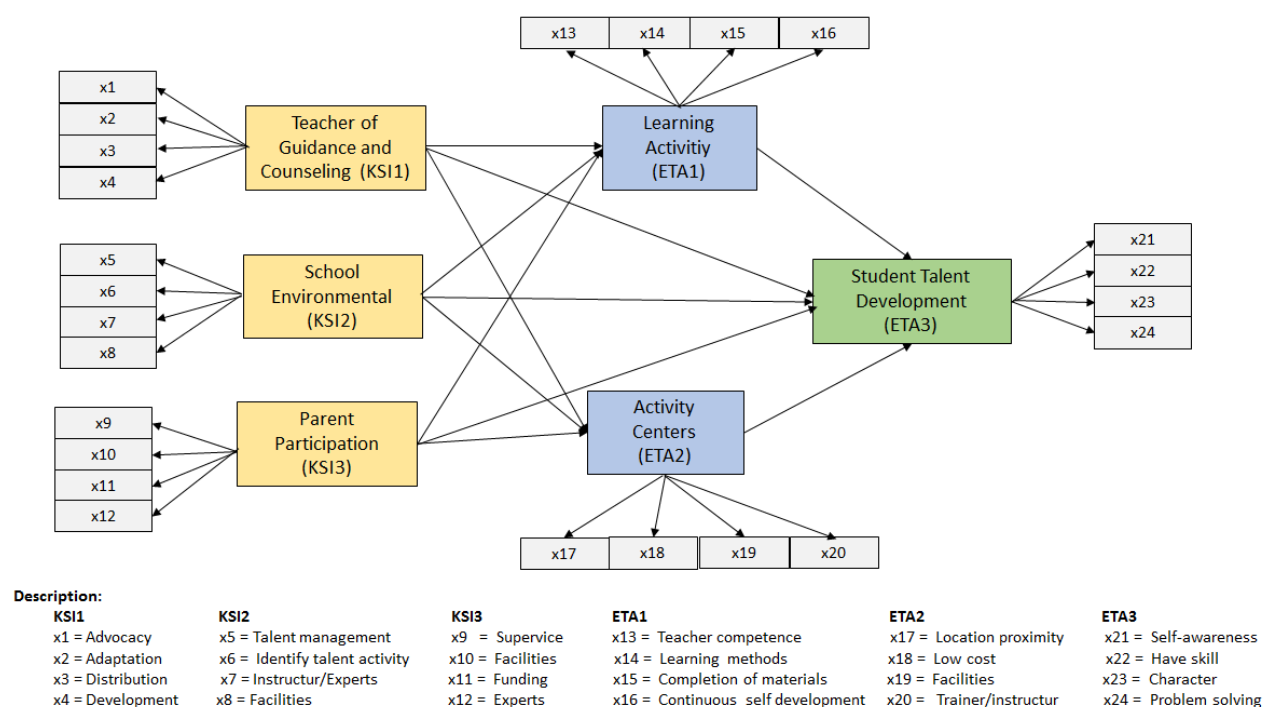 x13 x14 x15 x16
x1
x2
x3
x4
Teacher of
Guidance and
Counseling (KSI1)
Learning
Activitiy
(ETA1)
x5
x6
x7
x8
School
Environmental
(KSI2)
Student Talent
Development
(ETA3)
x21
x22
x23
x24
x9
x10
x11
x12
Parent
Participation
(KSI3)
Activity
Centers
(ETA2)
x17 x18 x19 x20
Description:
KSI1 KSI2 KSI3 ETA1 ETA2 ETA3
x1 = Advocacy x5 = Talent management x9 = Supervice x13 = Teacher competence x17 = Location proximity x21 = Self-awareness
x2 = Adaptation x6 = Identify talent activity x10 = Facilities x14 = Learning methods x18 = Low cost x22 = Have skill
x3 = Distribution x7 = Instructur/Experts x11 = Funding x15 = Completion of materials x19 = Facilities x23 = Character
x4 = Development x8 = Facilities x12 = Experts x16 = Continuous self development x20 = Trainer/instructur x24 = Problem solving